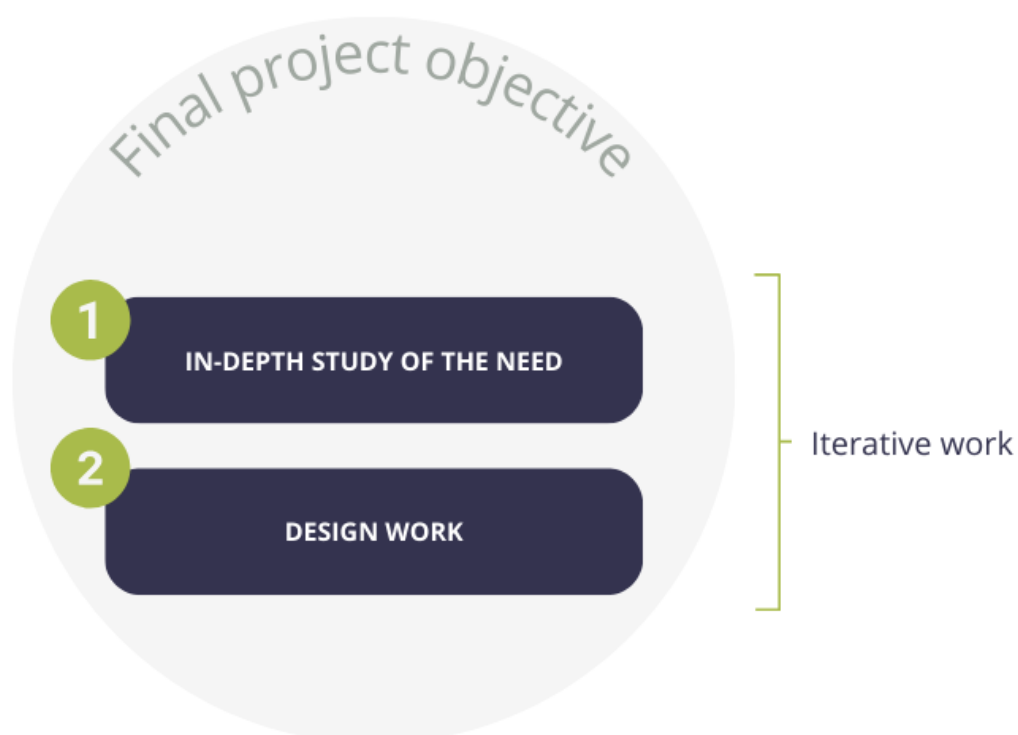 Final project objective
1
IN-DEPTH STUDY OF THE NEED
2
DESIGN WORK
Iterative work